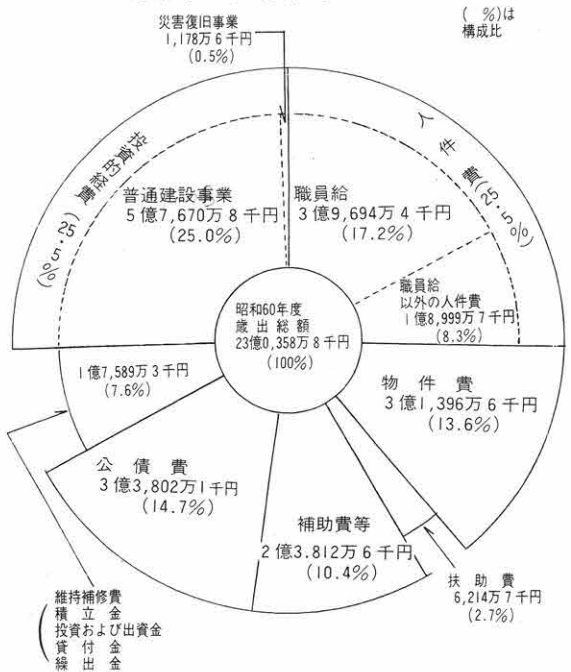 災害復旧事業
1,178万6千円
(0.5%)
( %)は
構成比
投資的経費(25.5%)
人件費(25.5%)
普通建設事業
5億7,670万8千円
(25.0%)
職員給
3億9,694万4千円
(17.2%)
職員給
以外の人件費
1億8,999万7千円
(8.3%)
昭和60年度
歳出総額
23億0,358万8千円
(100%)
1億7,589万3千円
(7.6%)
物件費
3億1,396万6千円
(13.6%)
公債費
3億3,802万1千円
(14.7%)
補助費等
2億3.812万6千円
(10.4%)
扶助費
6,214万7千円
(2.7%)
維持補修費
積立金
投資および出資金
貸付金
繰出金